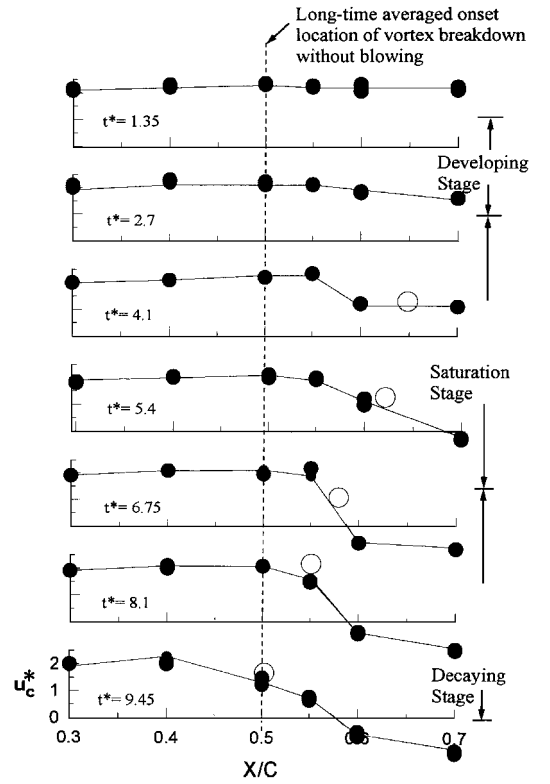 Long-time averaged onset
location of vortex breakdown
without blowing
t*= 1.35
Developing
Stage
t*= 2.7
t*= 4.1
Saturation
Stage
t*= 5.4
t*= 6.75
t*= 8.1
Decaying
Stage
2
1
0
u*c
t*= 9.45
0.3 0.4 0.5 0.6 0.7
X/C